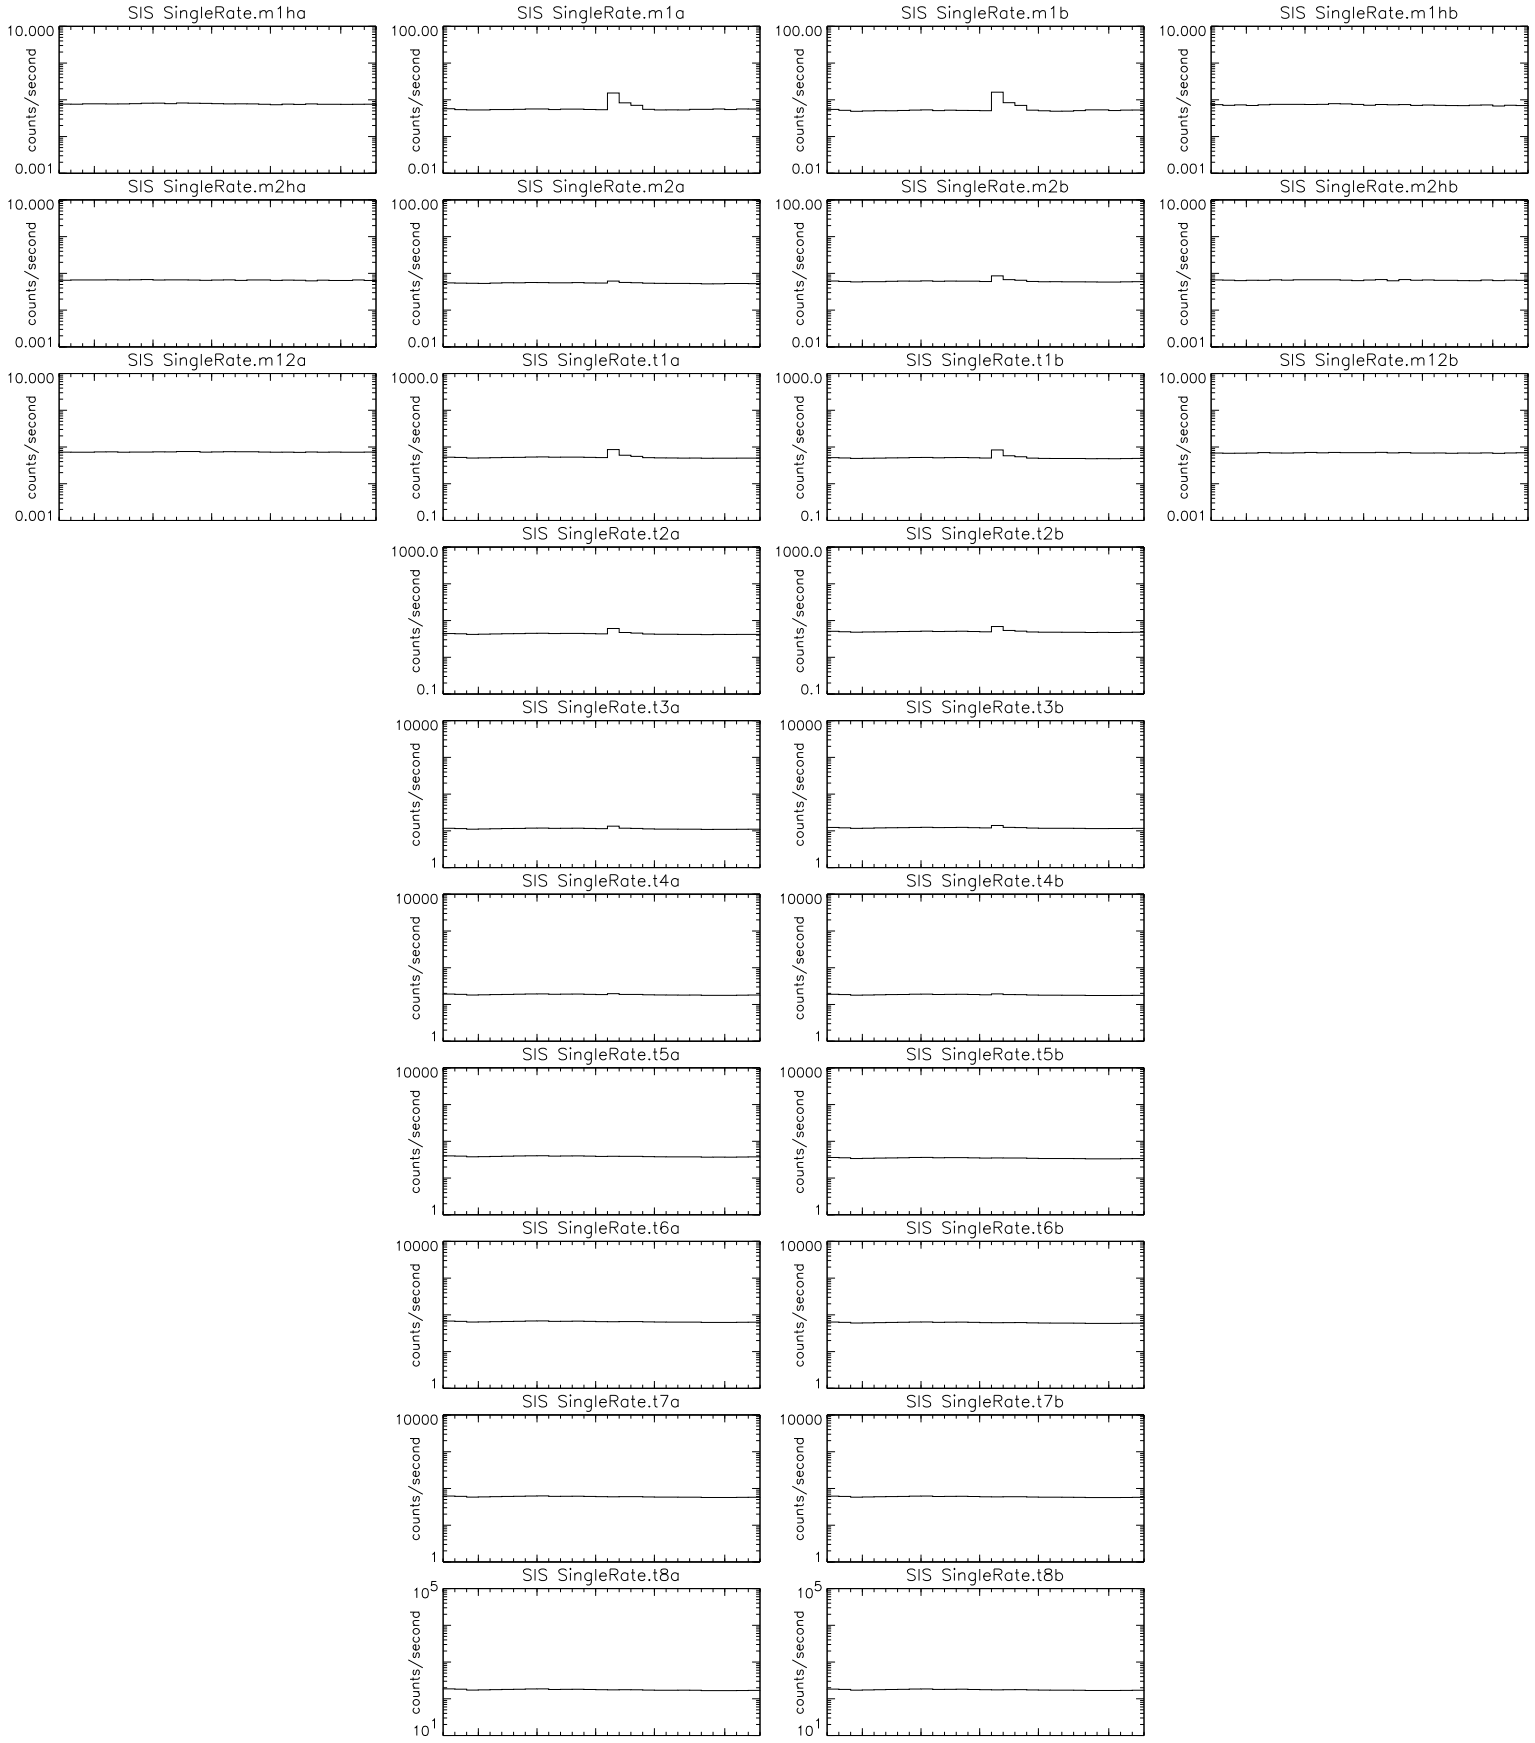 SIS SingleRate.m1ha
10.000
counts/second
0.001
SIS SingleRate.m1a
100.00
counts/second
0.01
SIS SingleRate.m1b
100.00
counts/second
0.01
SIS SingleRate.m1hb
10.000
counts/second
0.001
SIS SingleRate.m2ha
10.000
counts/second
0.001
SIS SingleRate.m2a
100.00
counts/second
0.01
SIS SingleRate.m2b
100.00
counts/second
0.01
SIS SingleRate.m2hb
10.000
counts/second
0.001
SIS SingleRate.m12a
10.000
counts/second
0.001
SIS SingleRate.t1a
1000.0
counts/second
0.1
SIS SingleRate.t1b
1000.0
counts/second
0.1
SIS SingleRate.m12b
10.000
counts/second
0.001
SIS SingleRate.t2a
1000.0
counts/second
0.1
SIS SingleRate.t2b
1000.0
counts/second
0.1
SIS SingleRate.t3a
10000
counts/second
1
SIS SingleRate.t3b
10000
counts/second
1
SIS SingleRate.t4a
10000
counts/second
1
SIS SingleRate.t4b
10000
counts/second
1
SIS SingleRate.t5a
10000
counts/second
1
SIS SingleRate.t5b
10000
counts/second
1
SIS SingleRate.t6a
10000
counts/second
1
SIS SingleRate.t6b
10000
counts/second
1
SIS SingleRate.t7a
10000
counts/second
1
SIS SingleRate.t7b
10000
counts/second
1
SIS SingleRate.t8a
10⁵
counts/second
10¹
SIS SingleRate.t8b
10⁵
counts/second
10¹